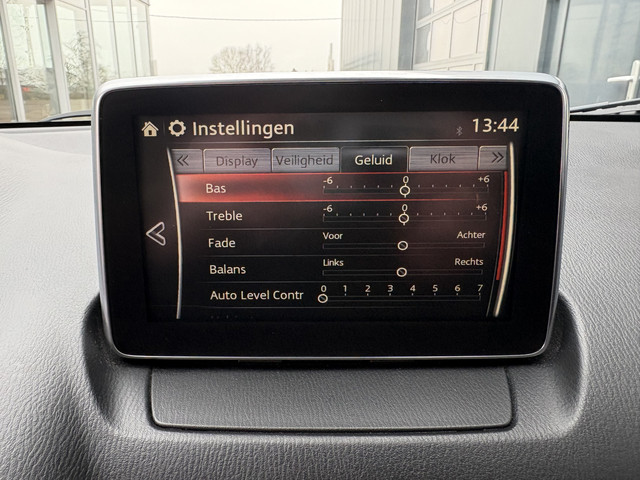 Instellingen 13:44
« Display Veiligheid Geluid Klok »
Bas -6 0 +6
Treble -6 0 +6
Fade Voor Achter
Balans Links Rechts
Auto Level Contr 0 1 2 3 4 5 6 7